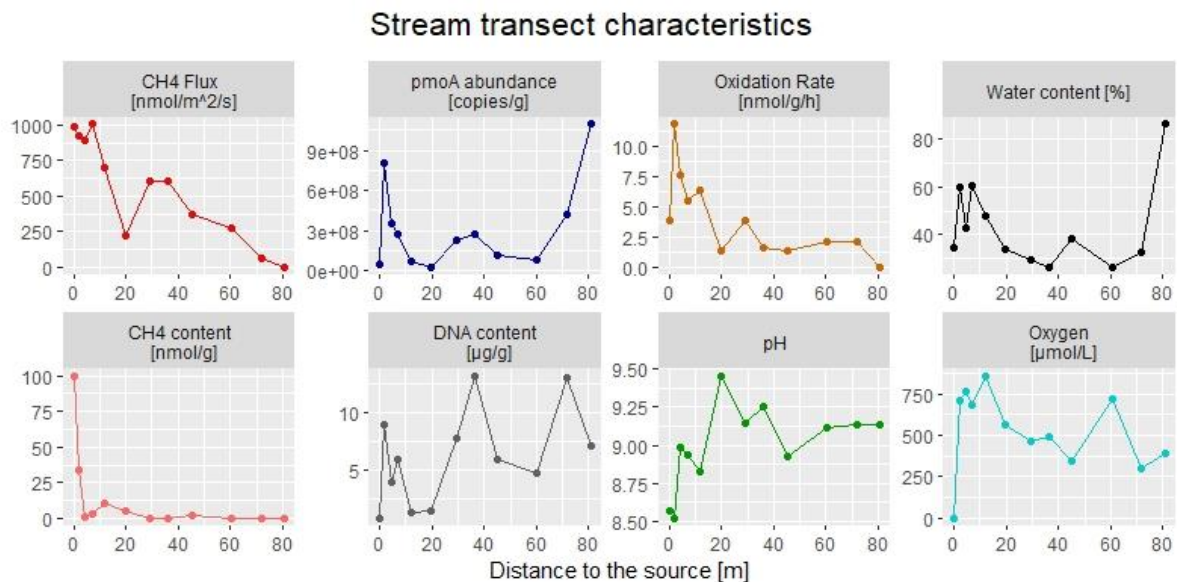 Stream transect characteristics
CH4 Flux
[nmol/m^2/s]
1000
750
500
250
0
0 20 40 60 80
pmoA abundance
[copies/g]
9e+08
6e+08
3e+08
0e+00
0 20 40 60 80
Oxidation Rate
[nmol/g/h]
10.0
7.5
5.0
2.5
0.0
0 20 40 60 80
Water content [%]
80
60
40
0 20 40 60 80
CH4 content
[nmol/g]
100
75
50
25
0
0 20 40 60 80
DNA content
[µg/g]
10
5
0 20 40 60 80
pH
9.50
9.25
9.00
8.75
8.50
0 20 40 60 80
Oxygen
[µmol/L]
750
500
250
0
0 20 40 60 80
Distance to the source [m]